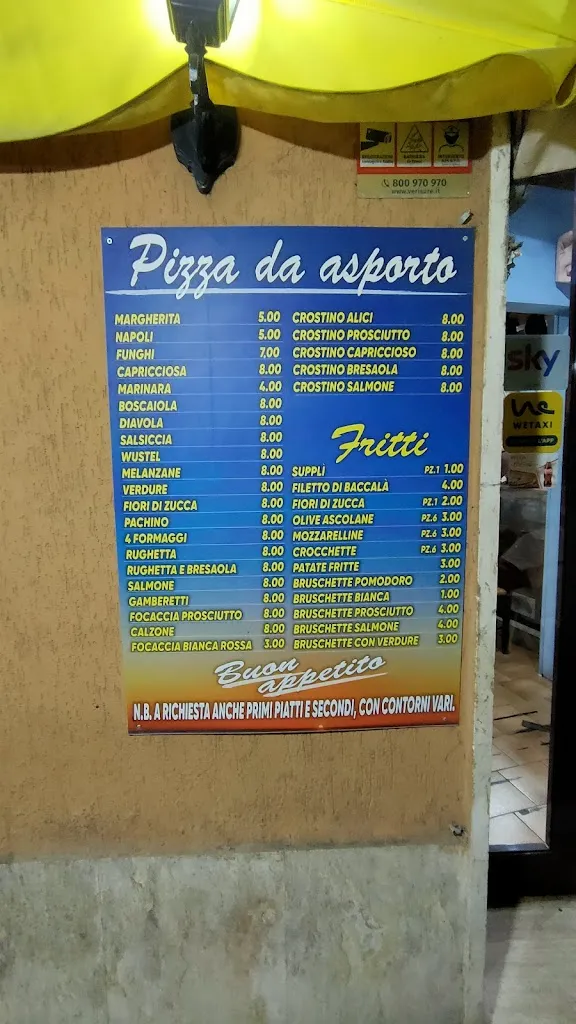 800 970 970
www.verisure.it
Pizza da asporto
MARGHERITA 5.00
NAPOLI 5.00
FUNGHI 7,00
CAPRICCIOSA 8.00
MARINARA 4.00
BOSCAIOLA 8.00
DIAVOLA 8.00
SALSICCIA 8.00
WUSTEL 8.00
MELANZANE 8.00
VERDURE 8.00
FIORI DI ZUCCA 8.00
PACHINO 8.00
4 FORMAGGI 8.00
RUGHETTA 8.00
RUGHETTA E BRESAOLA 8.00
SALMONE 8.00
GAMBERETTI 8.00
FOCACCIA PROSCIUTTO 8.00
CALZONE 8.00
FOCACCIA BIANCA ROSSA 3.00
CROSTINO ALICI 8.00
CROSTINO PROSCIUTTO 8.00
CROSTINO CAPRICCIOSO 8.00
CROSTINO BRESAOLA 8.00
CROSTINO SALMONE 8.00
Fritti
SUPPLÌ PZ.1 1.00
FILETTO DI BACCALÀ 4.00
FIORI DI ZUCCA PZ.1 2.00
OLIVE ASCOLANE PZ.6 3.00
MOZZARELLINE PZ.6 3.00
CROCCHETTE PZ.6 3.00
PATATE FRITTE 3.00
BRUSCHETTE POMODORO 2.00
BRUSCHETTE BIANCA 1.00
BRUSCHETTE PROSCIUTTO 4.00
BRUSCHETTE SALMONE 4.00
BRUSCHETTE CON VERDURE 3.00
Buon
appetito
N.B. A RICHIESTA ANCHE PRIMI PIATTI E SECONDI, CON CONTORNI VARI.
sky
WETAXI